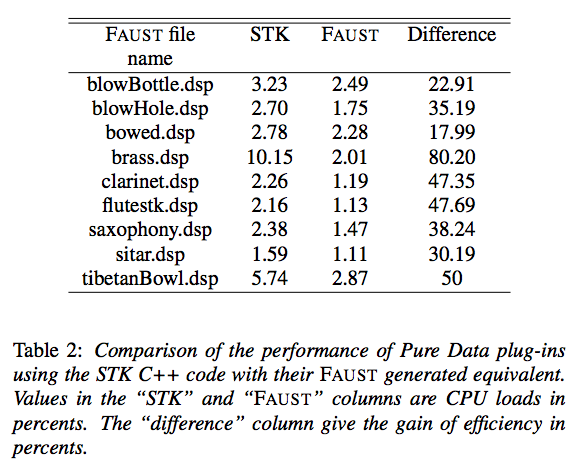 FAUST file STK FAUST Difference
name
blowBottle.dsp 3.23 2.49 22.91
blowHole.dsp 2.70 1.75 35.19
bowed.dsp 2.78 2.28 17.99
brass.dsp 10.15 2.01 80.20
clarinet.dsp 2.26 1.19 47.35
flutestk.dsp 2.16 1.13 47.69
saxophony.dsp 2.38 1.47 38.24
sitar.dsp 1.59 1.11 30.19
tibetanBowl.dsp 5.74 2.87 50
Table 2: Comparison of the performance of Pure Data plug-ins
using the STK C++ code with their FAUST generated equivalent.
Values in the “STK” and “FAUST” columns are CPU loads in
percents. The “difference” column give the gain of efficiency in
percents.